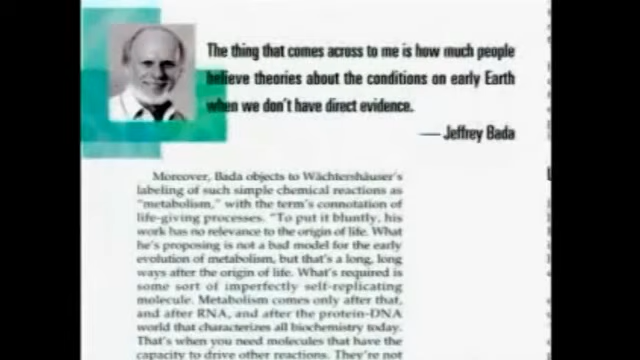 The thing that comes across to me is how much people
believe theories about the conditions on early Earth
when we don't have direct evidence.
— Jeffrey Bada
Moreover, Bada objects to Wächtershäuser's
labeling of such simple chemical reactions as
"metabolism," with the term's connotation of
life-giving processes. "To put it bluntly, his
work has no relevance to the origin of life. What
he's proposing is not a bad model for the early
evolution of metabolism, but that's a long, long
ways after the origin of life. What's required is
some sort of imperfectly self-replicating
molecule. Metabolism comes only after that,
and after RNA, and after the protein-DNA
world that characterizes all biochemistry today.
That's when you need molecules that have the
capacity to drive other reactions. They're not